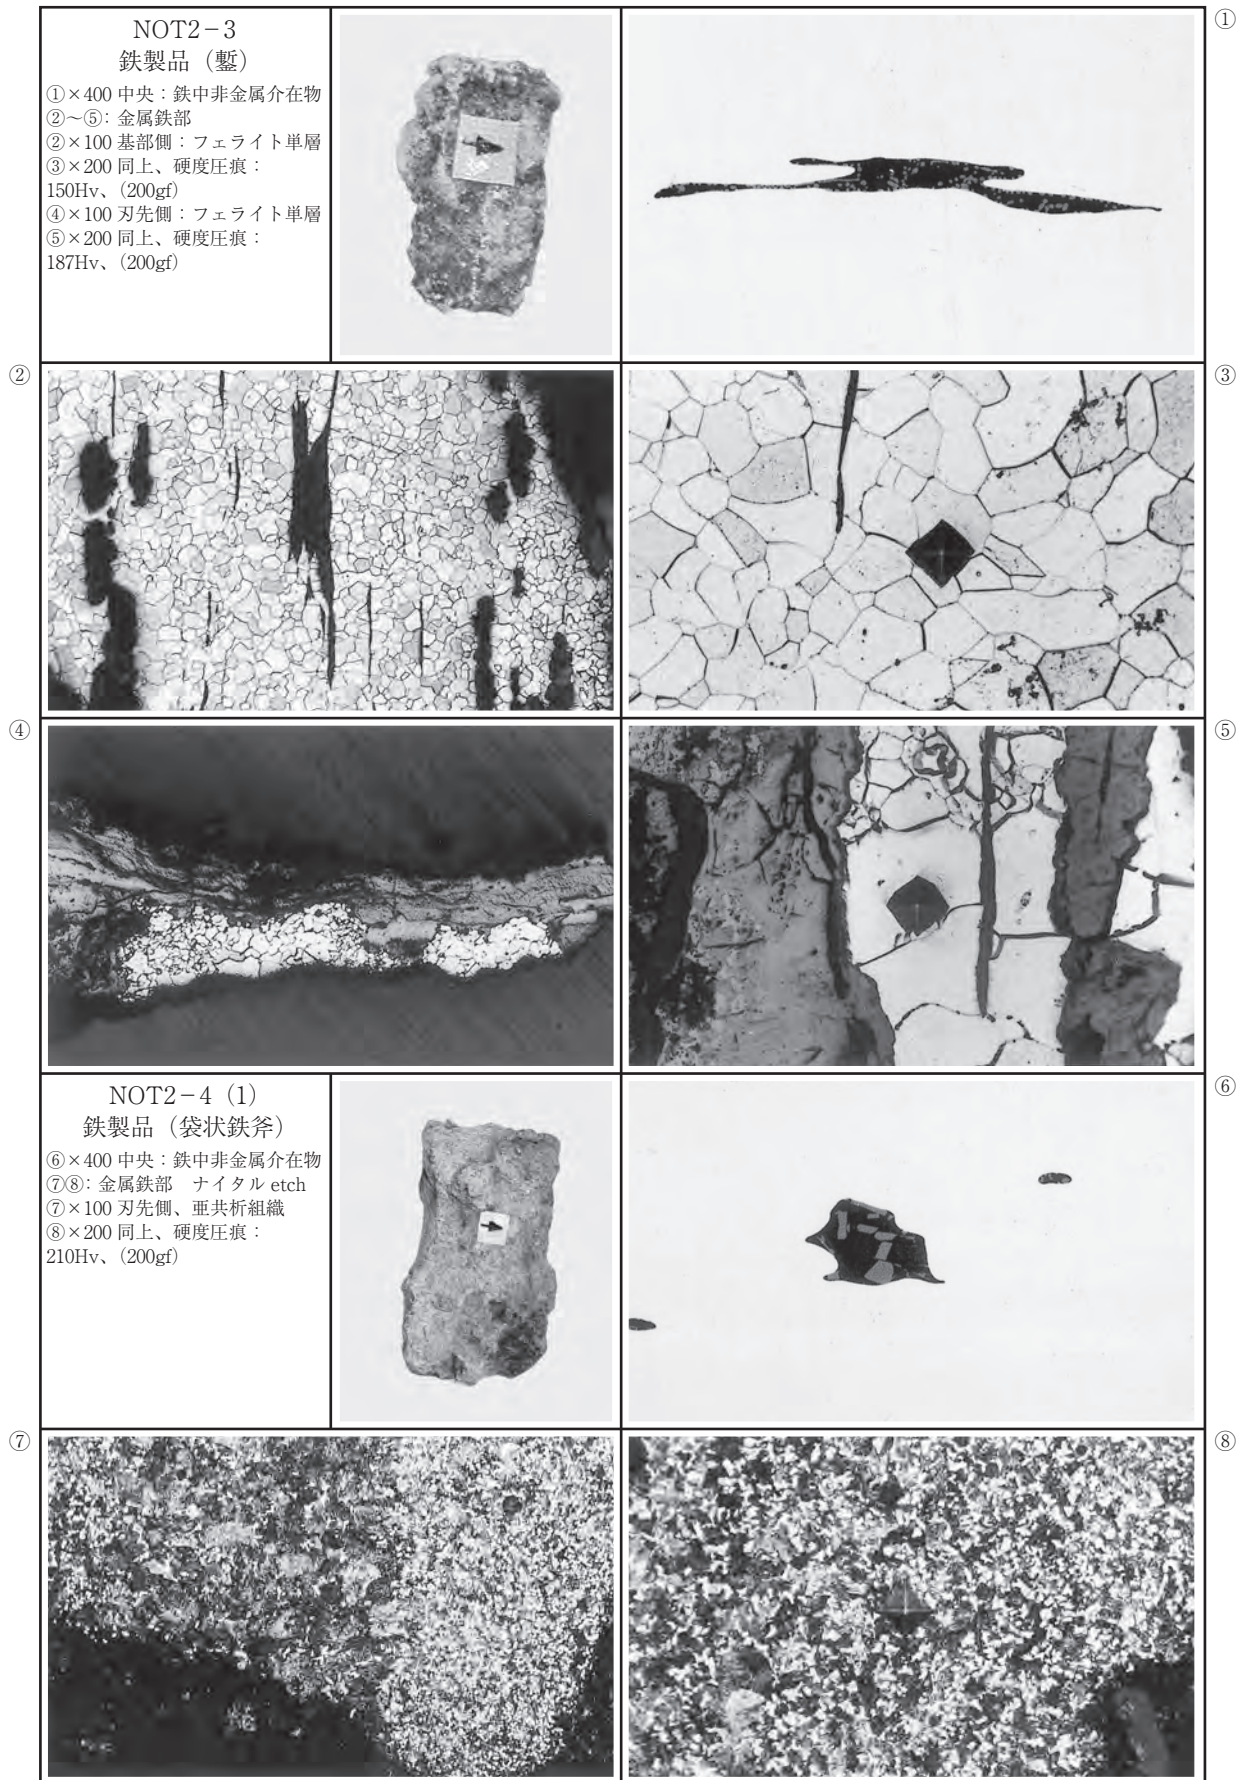 ①
NOT2-3
鉄製品（鏨）
①×400 中央：鉄中非金属介在物
②～⑤：金属鉄部
②×100 基部側：フェライト単層
③×200 同上、硬度圧痕：
150Hv、（200gf）
④×100 刃先側：フェライト単層
⑤×200 同上、硬度圧痕：
187Hv、（200gf）
②
③
④
⑤
NOT2-4（1）
鉄製品（袋状鉄斧）
⑥×400 中央：鉄中非金属介在物
⑦⑧：金属鉄部　ナイタル etch
⑦×100 刃先側、亜共析組織
⑧×200 同上、硬度圧痕：
210Hv、（200gf）
⑥
⑦
⑧